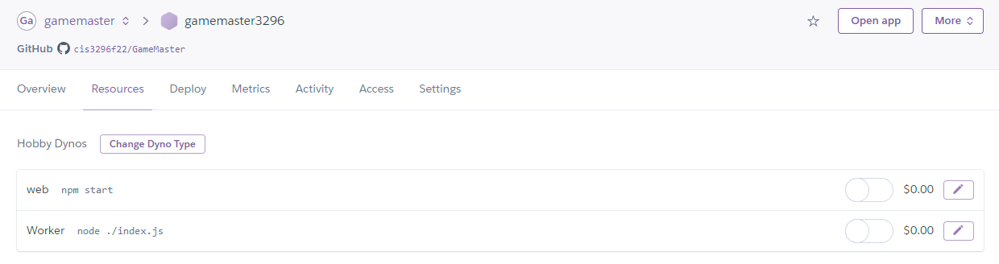 Ga gamemaster gamemaster3296 Open app More
GitHub cis3296f22/GameMaster
Overview Resources Deploy Metrics Activity Access Settings
Hobby Dynos Change Dyno Type
web npm start $0.00
Worker node ./index.js $0.00